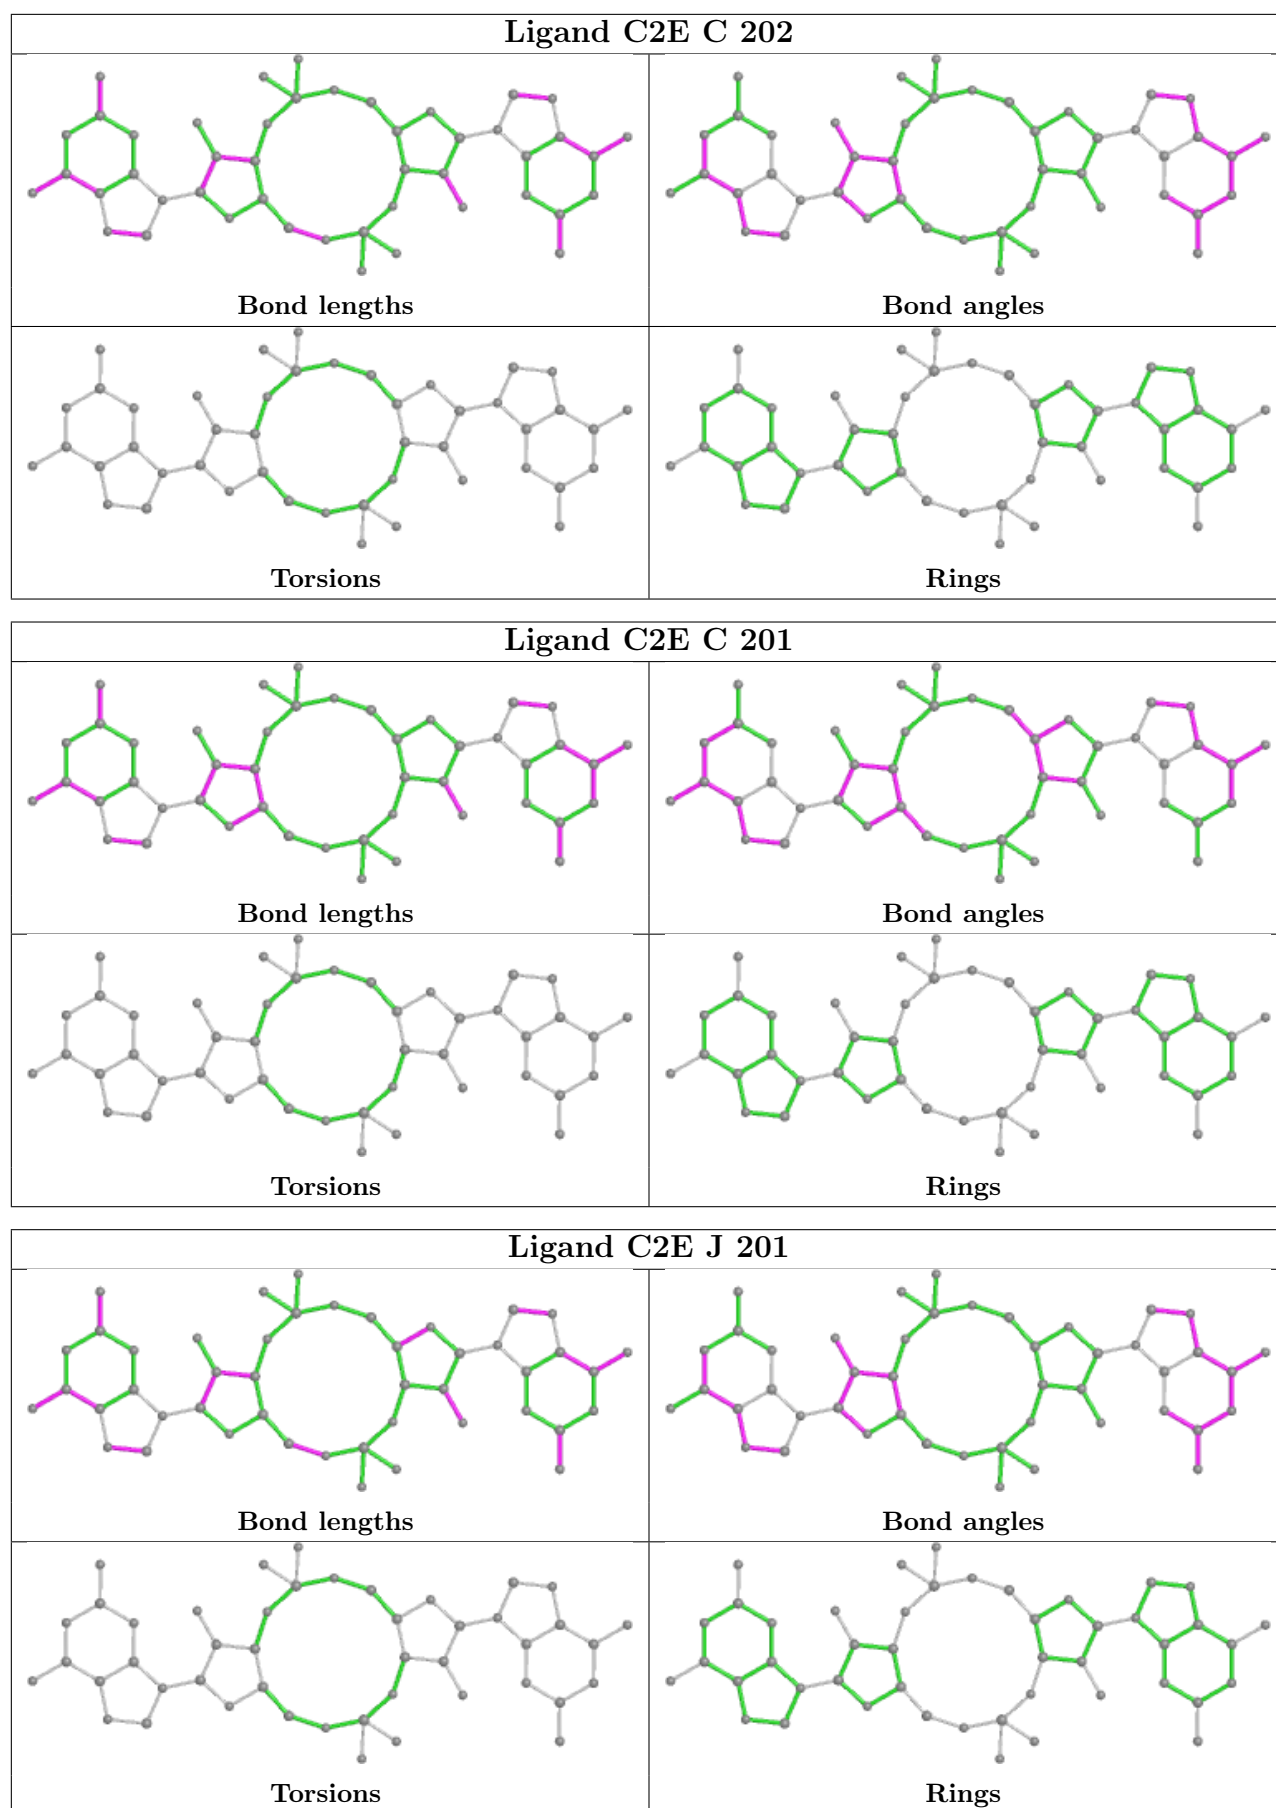 Ligand C2E C 202
Bond lengths
Bond angles
Torsions
Rings
Ligand C2E C 201
Bond lengths
Bond angles
Torsions
Rings
Ligand C2E J 201
Bond lengths
Bond angles
Torsions
Rings